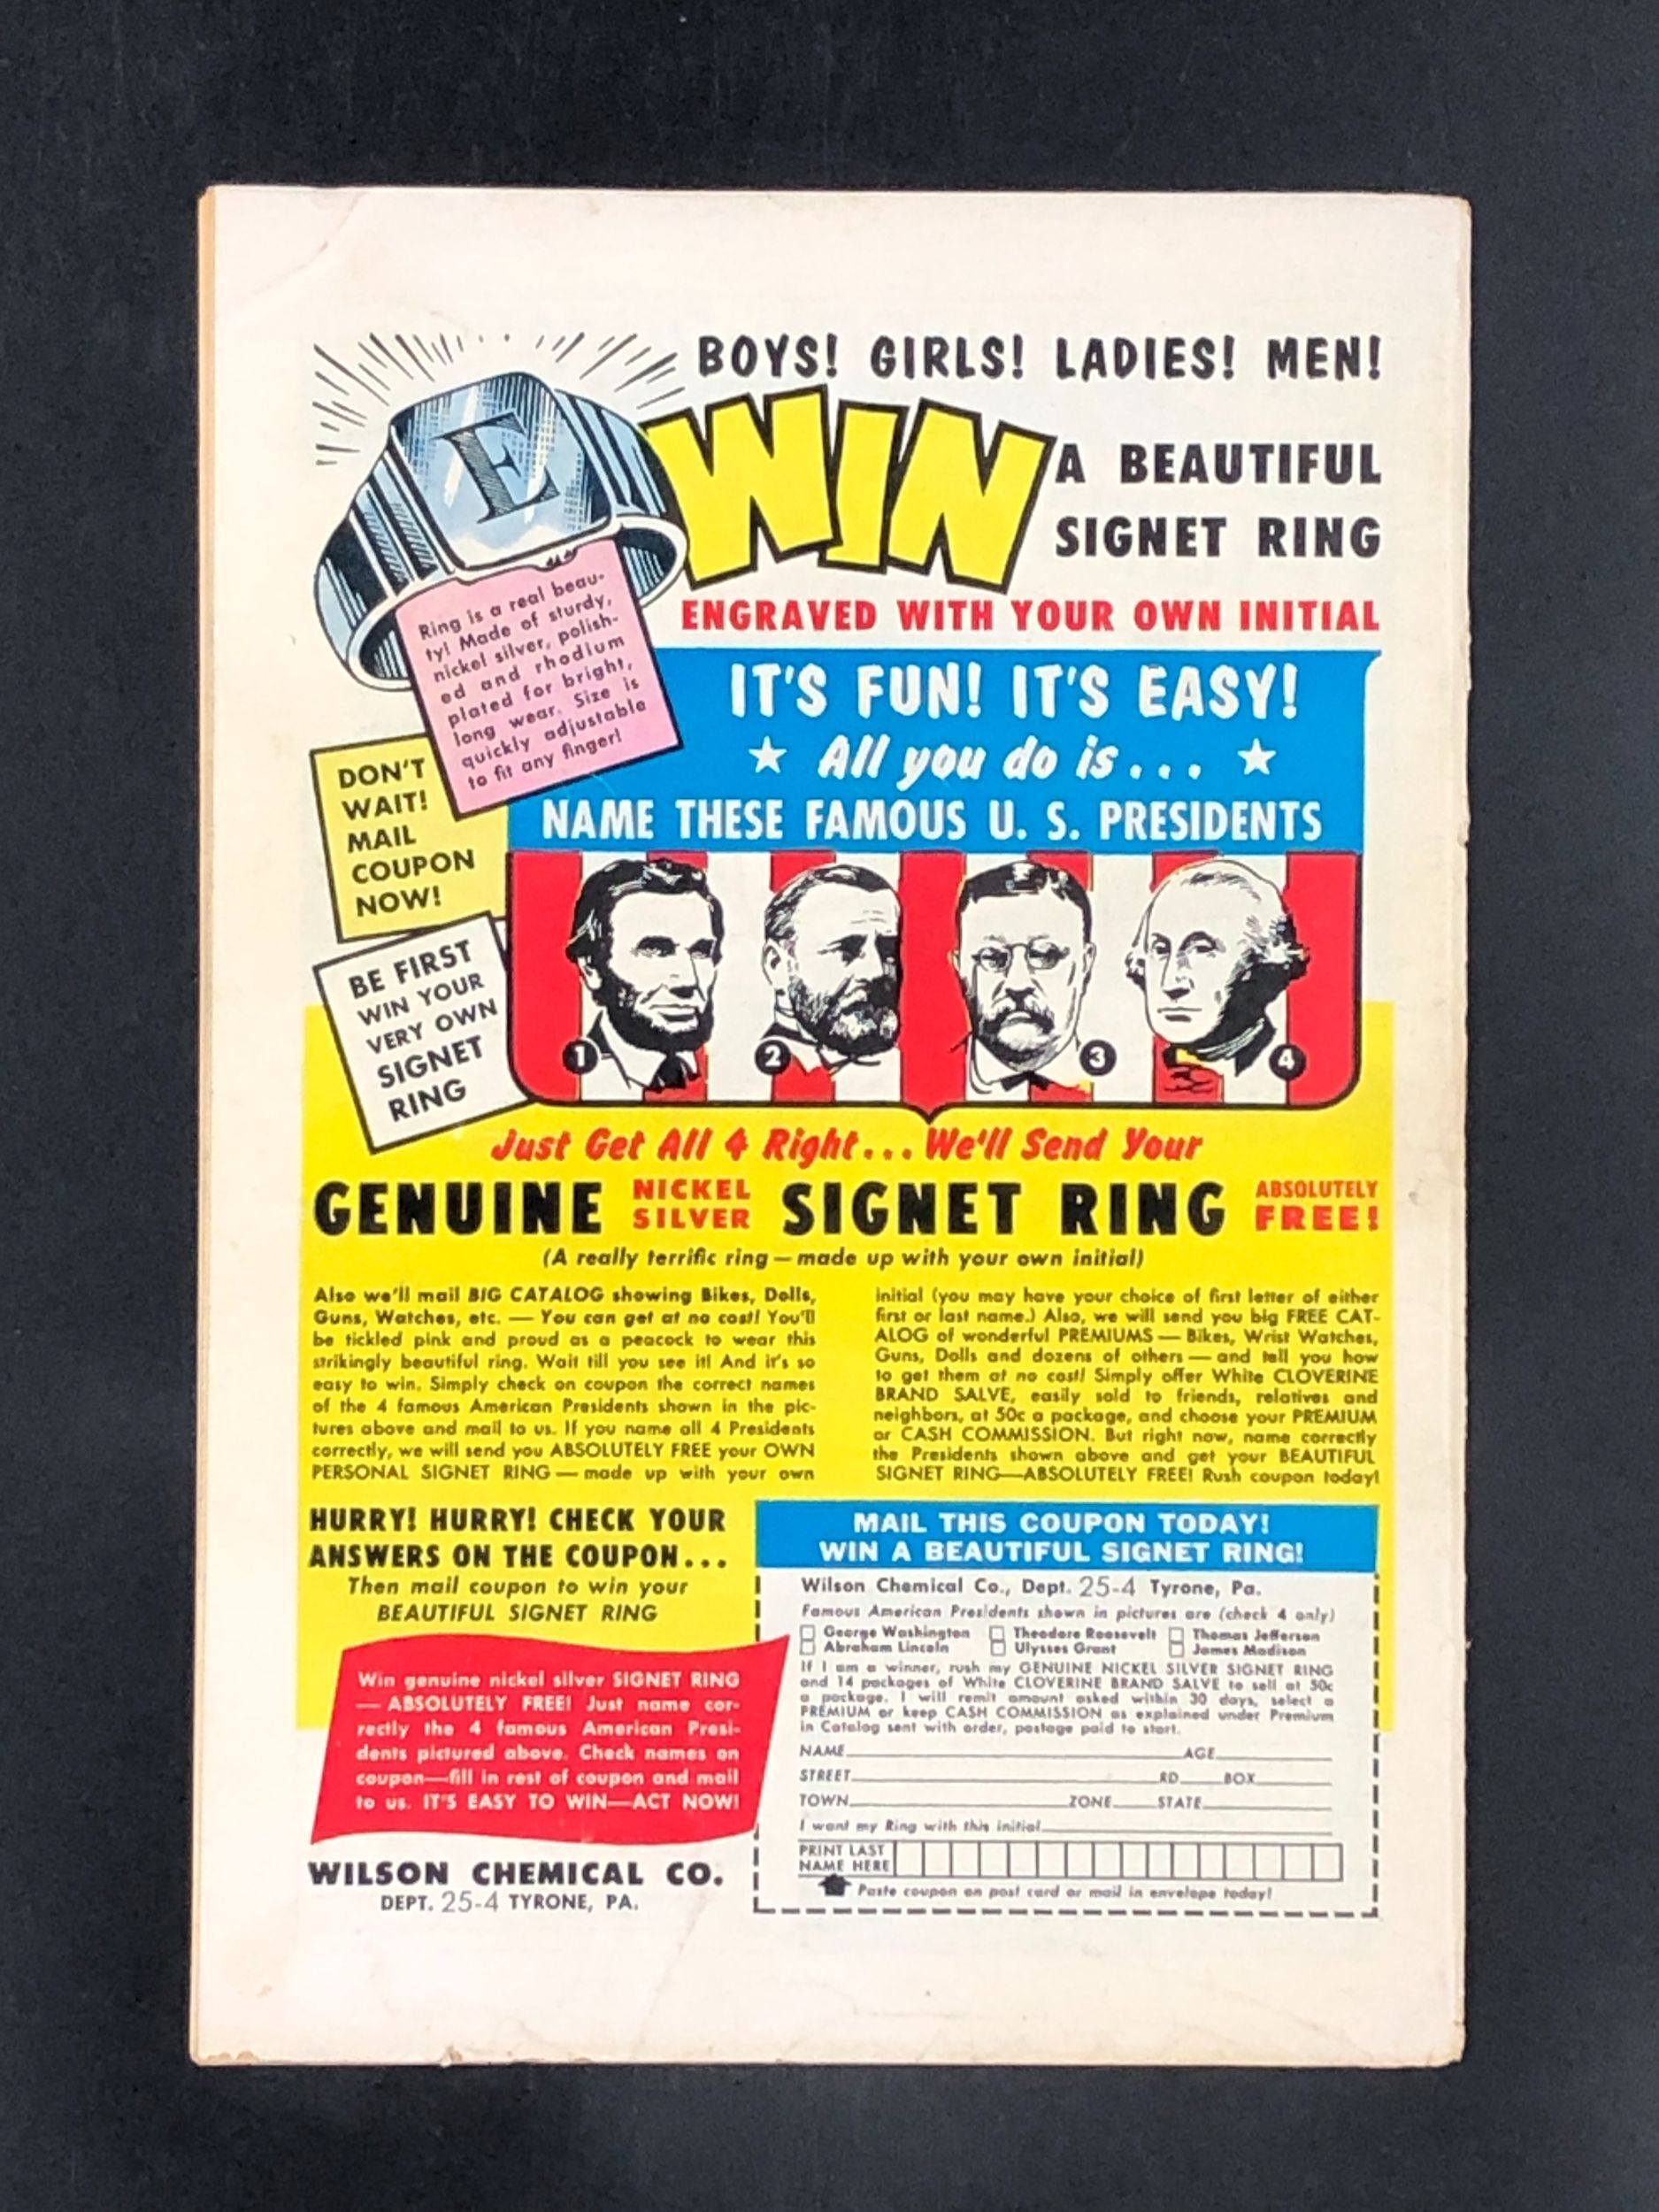 BOYS! GIRLS! LADIES! MEN!
WIN
A BEAUTIFUL
SIGNET RING
ENGRAVED WITH YOUR OWN INITIAL
E
Ring is a real beau-
ty! Made of sturdy,
nickel silver, polish-
ed and rhodium
plated for bright,
long wear. Size is
quickly adjustable
to fit any finger!
IT'S FUN! IT'S EASY!
★ All you do is... ★
NAME THESE FAMOUS U. S. PRESIDENTS
DON'T
WAIT!
MAIL
COUPON
NOW!
BE FIRST
WIN YOUR
VERY OWN
SIGNET
RING
1 2 3 4
Just Get All 4 Right... We'll Send Your
GENUINE NICKEL SILVER SIGNET RING ABSOLUTELY FREE!
(A really terrific ring — made up with your own initial)
Also we'll mail BIG CATALOG showing Bikes, Dolls,
Guns, Watches, etc. — You can get at no cost! You'll
be tickled pink and proud as a peacock to wear this
strikingly beautiful ring. Wait till you see it! And it's so
easy to win. Simply check on coupon the correct names
of the 4 famous American Presidents shown in the pic-
tures above and mail to us. If you name all 4 Presidents
correctly, we will send you ABSOLUTELY FREE your OWN
PERSONAL SIGNET RING — made up with your own
initial (you may have your choice of first letter of either
first or last name.) Also, we will send you big FREE CAT-
ALOG of wonderful PREMIUMS — Bikes, Wrist Watches,
Guns, Dolls and dozens of others — and tell you how
to get them at no cost! Simply offer White CLOVERINE
BRAND SALVE, easily sold to friends, relatives and
neighbors, at 50c a package, and choose your PREMIUM
or CASH COMMISSION. But right now, name correctly
the Presidents shown above and get your BEAUTIFUL
SIGNET RING—ABSOLUTELY FREE! Rush coupon today!
HURRY! HURRY! CHECK YOUR
ANSWERS ON THE COUPON...
Then mail coupon to win your
BEAUTIFUL SIGNET RING
Win genuine nickel silver SIGNET RING
— ABSOLUTELY FREE! Just name cor-
rectly the 4 famous American Presi-
dents pictured above. Check names on
coupon—fill in rest of coupon and mail
to us. IT'S EASY TO WIN—ACT NOW!
WILSON CHEMICAL CO.
DEPT. 25-4 TYRONE, PA.
MAIL THIS COUPON TODAY!
WIN A BEAUTIFUL SIGNET RING!
Wilson Chemical Co., Dept. 25-4 Tyrone, Pa.
Famous American Presidents shown in pictures are (check 4 only)
George Washington Theodore Roosevelt Thomas Jefferson
Abraham Lincoln Ulysses Grant James Madison
If I am a winner, rush my GENUINE NICKEL SILVER SIGNET RING
and 14 packages of White CLOVERINE BRAND SALVE to sell at 50c
a package. I will remit amount asked within 30 days, select a
PREMIUM or keep CASH COMMISSION as explained under Premium
in Catalog sent with order, postage paid to start.
NAME AGE
STREET RD BOX
TOWN ZONE STATE
I want my Ring with this initial
PRINT LAST
NAME HERE
Paste coupon on post card or mail in envelope today!